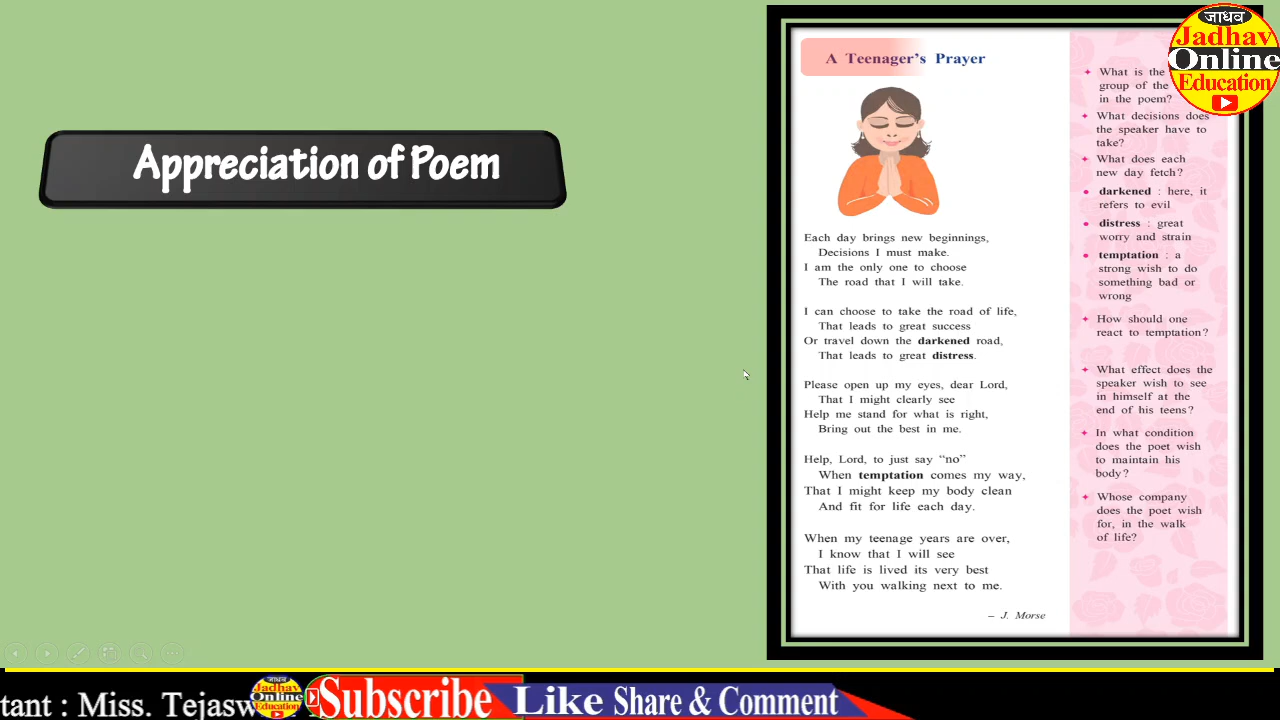 Appreciation of Poem
A Teenager's Prayer
Each day brings new beginnings,
Decisions I must make.
I am the only one to choose
The road that I will take.
I can choose to take the road of life,
That leads to great success
Or travel down the darkened road,
That leads to great distress.
Please open up my eyes, dear Lord,
That I might clearly see
Help me stand for what is right,
Bring out the best in me.
Help, Lord, to just say “no”
When temptation comes my way,
That I might keep my body clean
And fit for life each day.
When my teenage years are over,
I know that I will see
That life is lived its very best
With you walking next to me.
– J. Morse
What is the
group of the
in the poem?
What decisions does
the speaker have to
take?
What does each
new day fetch?
darkened : here, it
refers to evil
distress : great
worry and strain
temptation : a
strong wish to do
something bad or
wrong
How should one
react to temptation?
What effect does the
speaker wish to see
in himself at the
end of his teens?
In what condition
does the poet wish
to maintain his
body?
Whose company
does the poet wish
for, in the walk
of life?
जाधव
Jadhav
Online
Education
tant : Miss. Tejasw
जाधव
Jadhav
Online
Education
Subscribe
Like Share & Comment